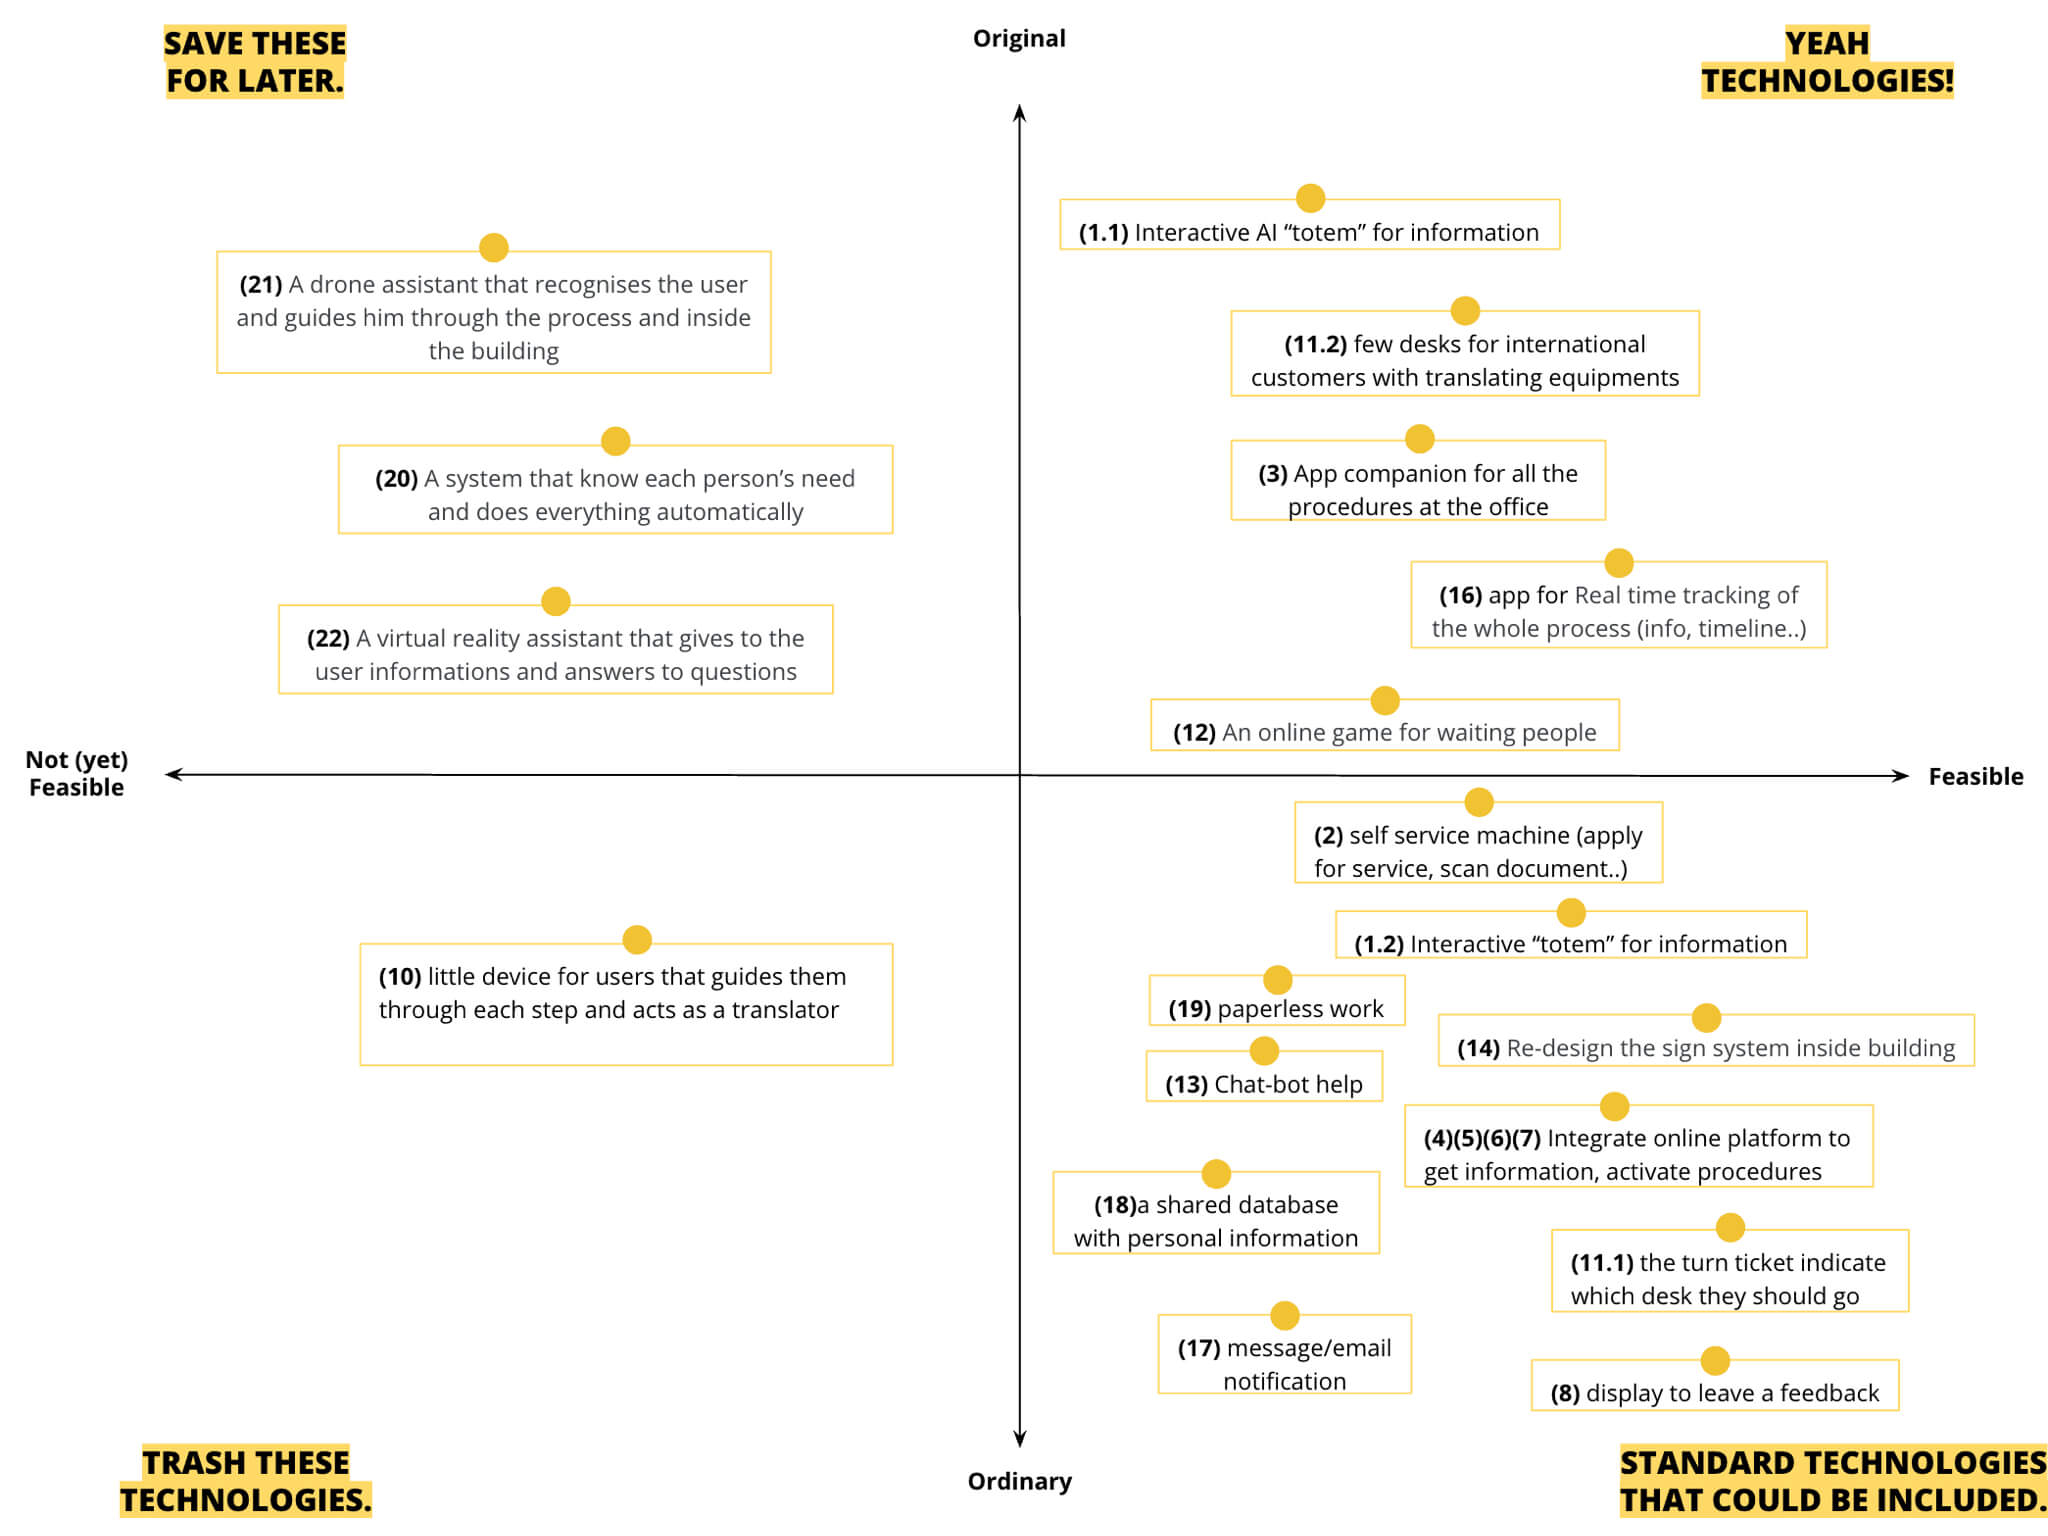 SAVE THESE
FOR LATER.
Original
YEAH
TECHNOLOGIES!
(1.1) Interactive AI “totem” for information
(21) A drone assistant that recognises the user
and guides him through the process and inside
the building
(11.2) few desks for international
customers with translating equipments
(20) A system that know each person’s need
and does everything automatically
(3) App companion for all the
procedures at the office
(16) app for Real time tracking of
the whole process (info, timeline..)
(22) A virtual reality assistant that gives to the
user informations and answers to questions
(12) An online game for waiting people
Not (yet)
Feasible
Feasible
(2) self service machine (apply
for service, scan document..)
(1.2) Interactive “totem” for information
(10) little device for users that guides them
through each step and acts as a translator
(19) paperless work
(14) Re-design the sign system inside building
(13) Chat-bot help
(4)(5)(6)(7) Integrate online platform to
get information, activate procedures
(18)a shared database
with personal information
(11.1) the turn ticket indicate
which desk they should go
(17) message/email
notification
(8) display to leave a feedback
TRASH THESE
TECHNOLOGIES.
Ordinary
STANDARD TECHNOLOGIES
THAT COULD BE INCLUDED.